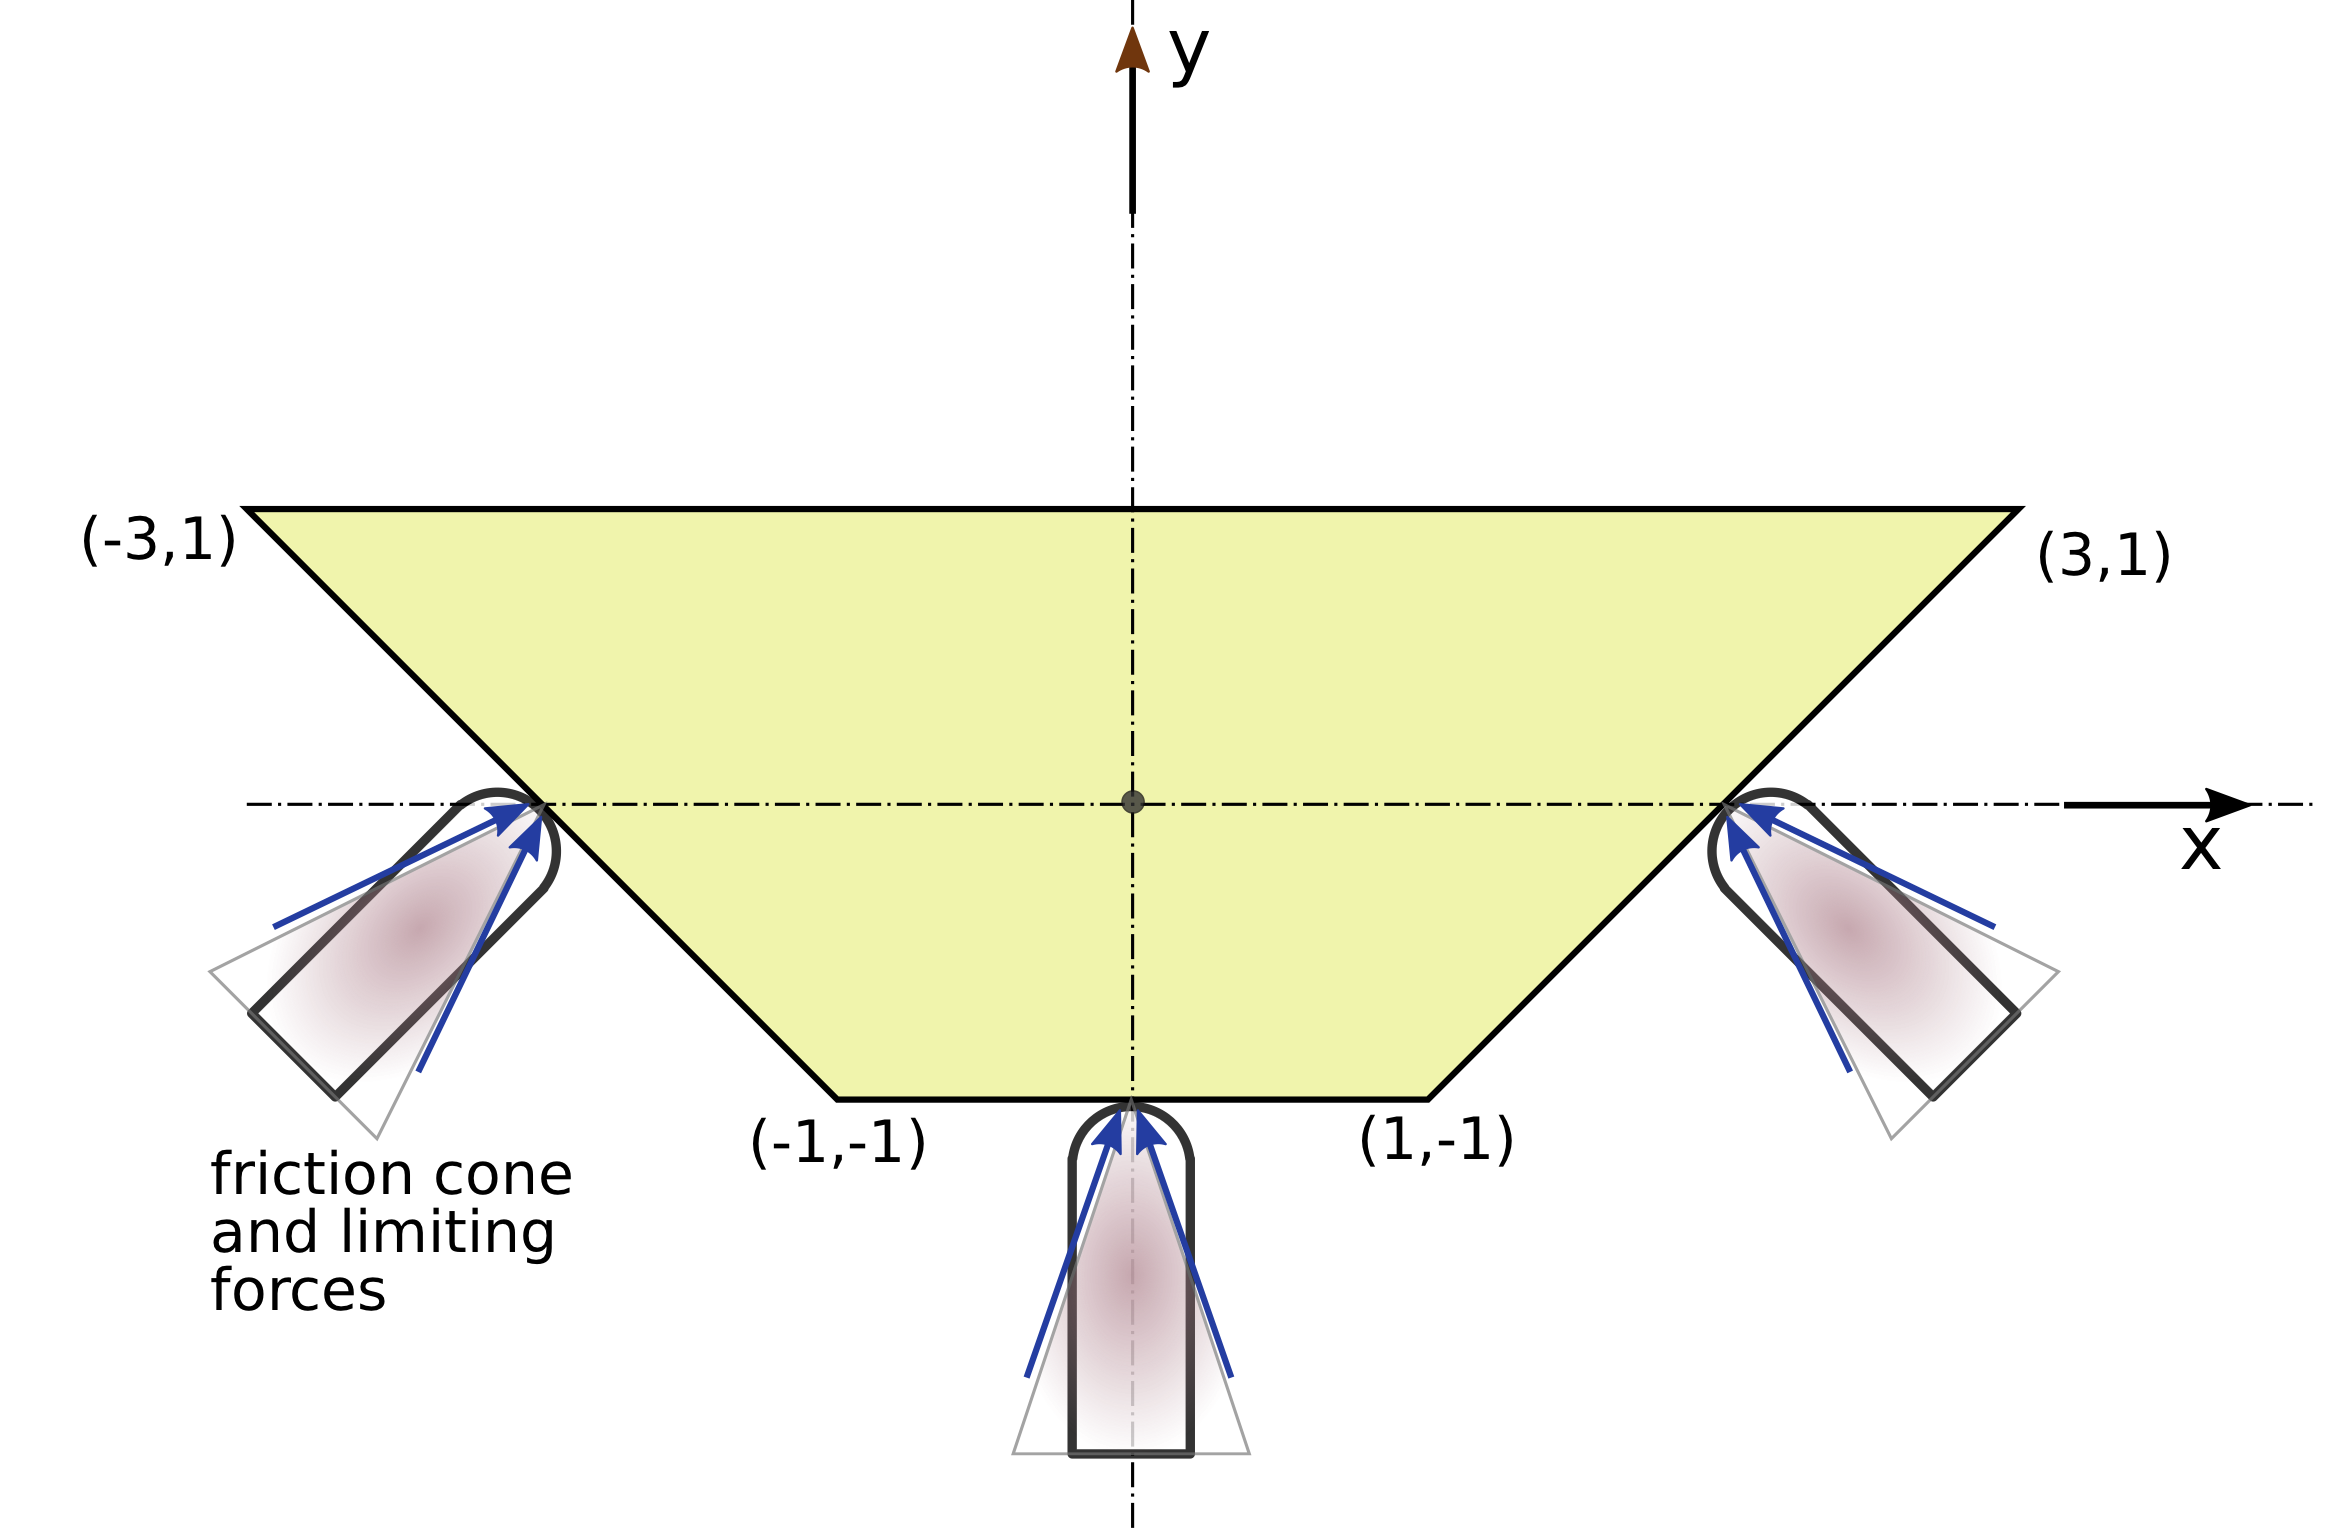 y
(-3,1)
(3,1)
x
(-1,-1)
(1,-1)
friction cone
and limiting
forces